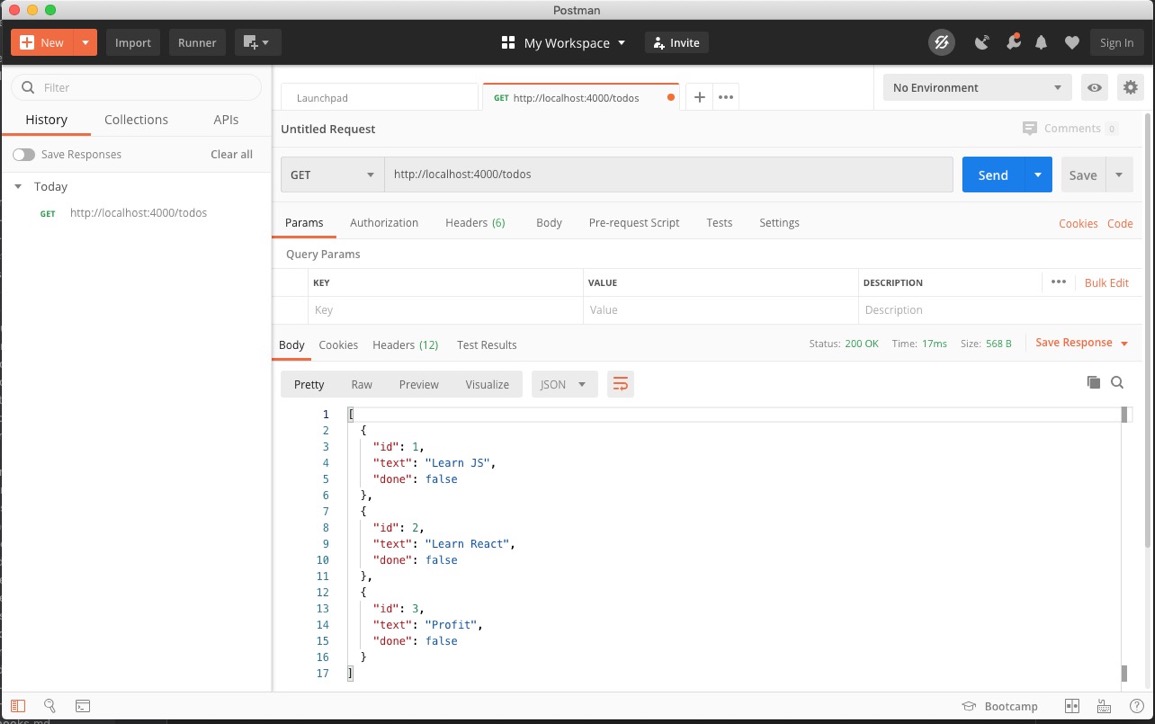 Postman
New Import Runner My Workspace Invite Sign In
Filter
Launchpad GET http://localhost:4000/todos No Environment
History Collections APIs
Untitled Request Comments 0
Save Responses Clear all
GET http://localhost:4000/todos Send Save
Today
GET http://localhost:4000/todos
Params Authorization Headers (6) Body Pre-request Script Tests Settings Cookies Code
Query Params
KEY VALUE DESCRIPTION Bulk Edit
Key Value Description
Body Cookies Headers (12) Test Results Status: 200 OK Time: 17ms Size: 568 B Save Response
Pretty Raw Preview Visualize JSON
1 [
2 {
3 "id": 1,
4 "text": "Learn JS",
5 "done": false
6 },
7 {
8 "id": 2,
9 "text": "Learn React",
10 "done": false
11 },
12 {
13 "id": 3,
14 "text": "Profit",
15 "done": false
16 }
17 ]
Bootcamp